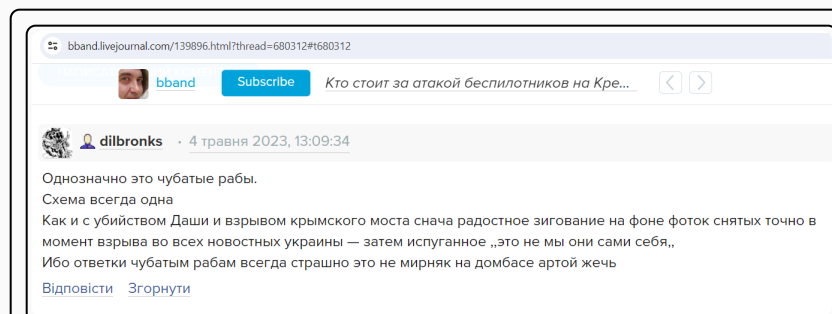 bband.livejournal.com/139896.html?thread=680312#t680312
bband Subscribe Кто стоит за атакой беспилотников на Кре...
dilbronks · 4 травня 2023, 13:09:34
Однозначно это чубатые рабы.
Схема всегда одна
Как и с убийством Даши и взрывом крымского моста снача радостное зигование на фоне фоток снятых точно в
момент взрыва во всех новостных украины — затем испуганное ,,это не мы они сами себя,,
Ибо ответки чубатым рабам всегда страшно это не мирняк на домбасе артой жечь
Відповісти Згорнути